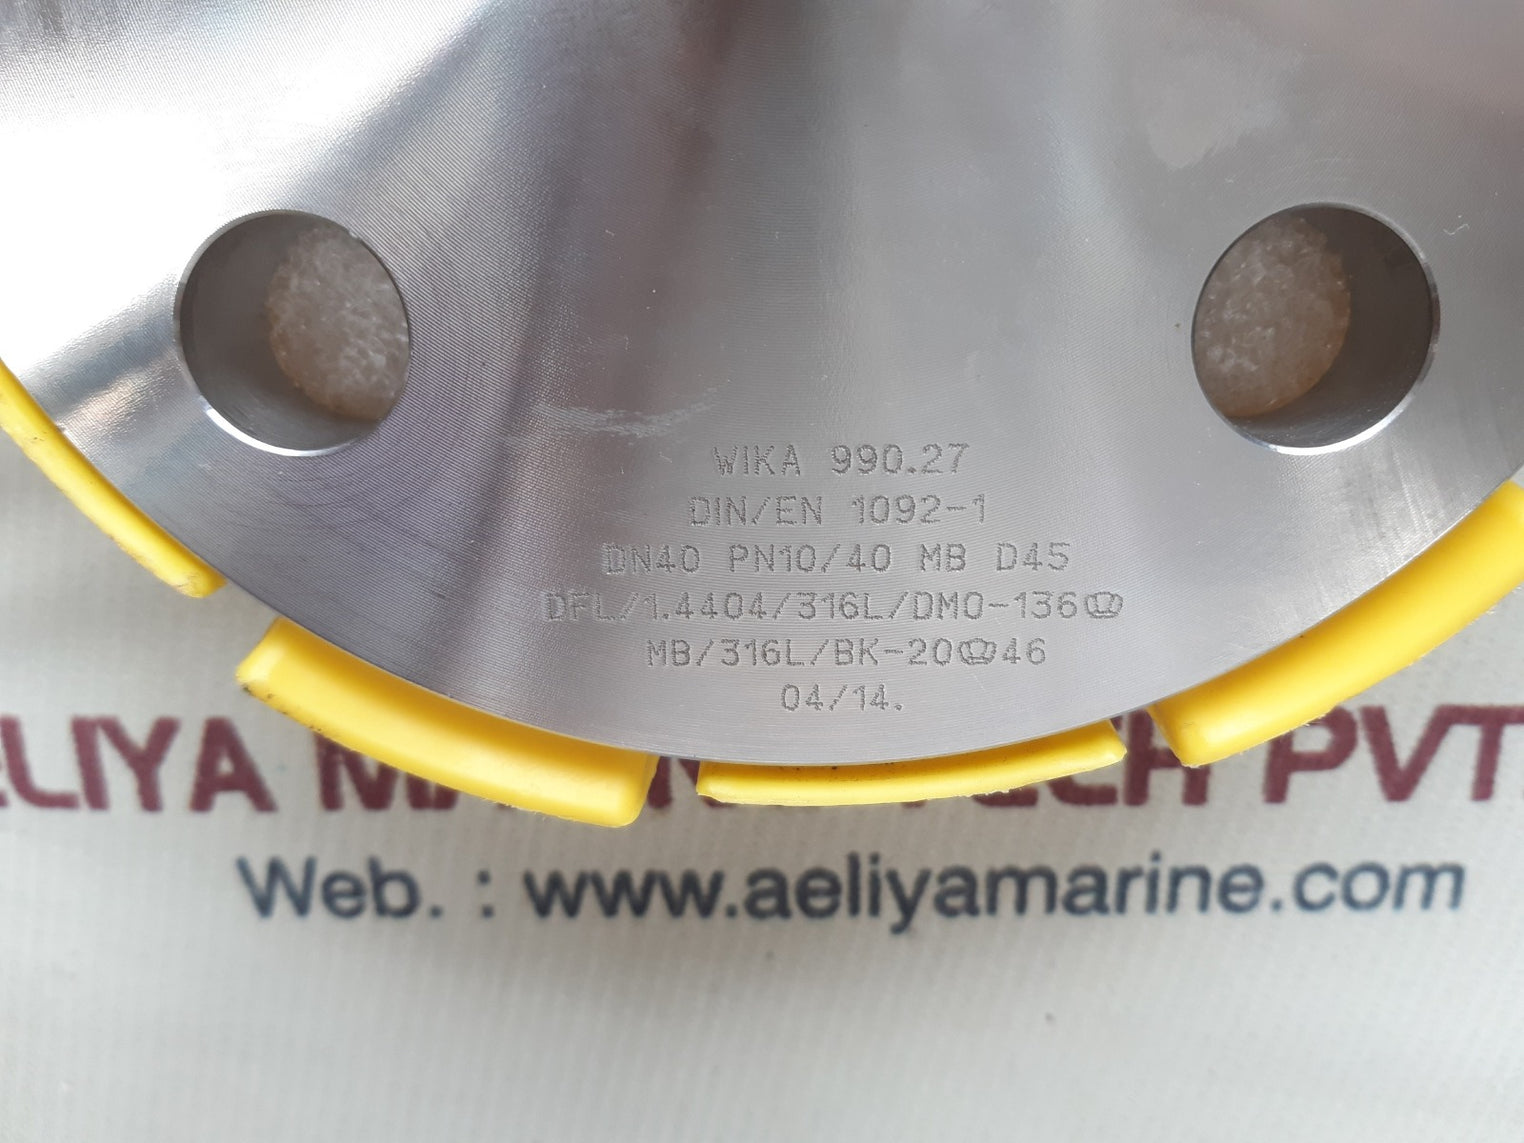 WIKA 990.27
DIN/EN 1092-1
DN40 PN10/40 MB D45
DFL/1.4404/316L/DMO-136
MB/316L/BK-20 46
04/14.
PVT
Web. : www.aeliyamarine.com